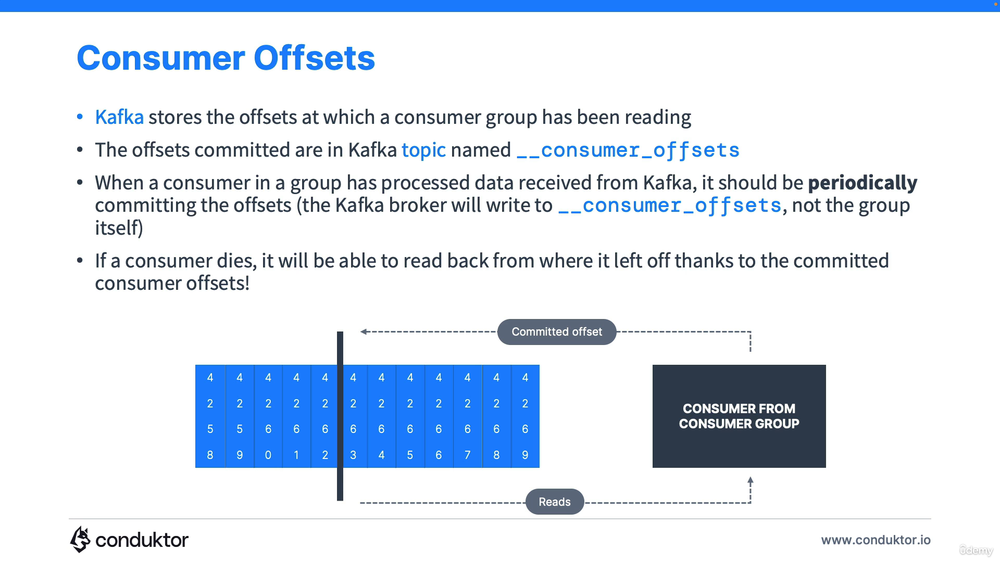 Consumer Offsets
• Kafka stores the offsets at which a consumer group has been reading
• The offsets committed are in Kafka topic named __consumer_offsets
• When a consumer in a group has processed data received from Kafka, it should be periodically
committing the offsets (the Kafka broker will write to __consumer_offsets, not the group
itself)
• If a consumer dies, it will be able to read back from where it left off thanks to the committed
consumer offsets!
Committed offset
4 4 4 4 4 4 4 4 4 4 4 4
2 2 2 2 2 2 2 2 2 2 2 2
5 5 6 6 6 6 6 6 6 6 6 6
8 9 0 1 2 3 4 5 6 7 8 9
CONSUMER FROM
CONSUMER GROUP
Reads
conduktor
www.conduktor.io
ûdemy